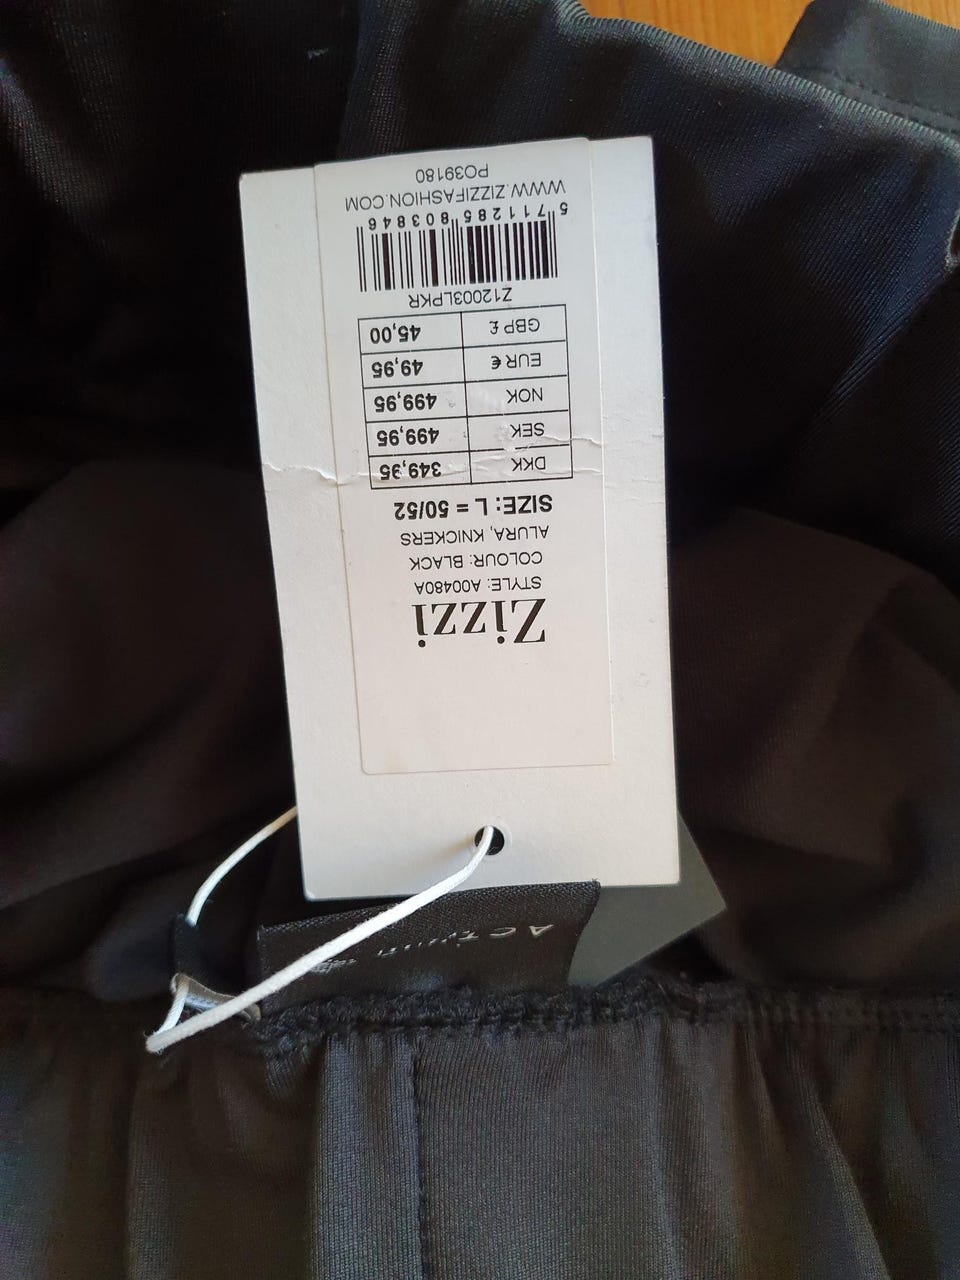 Zizzi
STYLE: A00480A
COLOUR: BLACK
ALURA, KNICKERS
SIZE: L = 50/52
DKK 349,95
SEK 499,95
NOK 499,95
EUR € 49,95
GBP £ 45,00
Z12003LPKR
5 711285 803846
WWW.ZIZZIFASHION.COM
PO39180